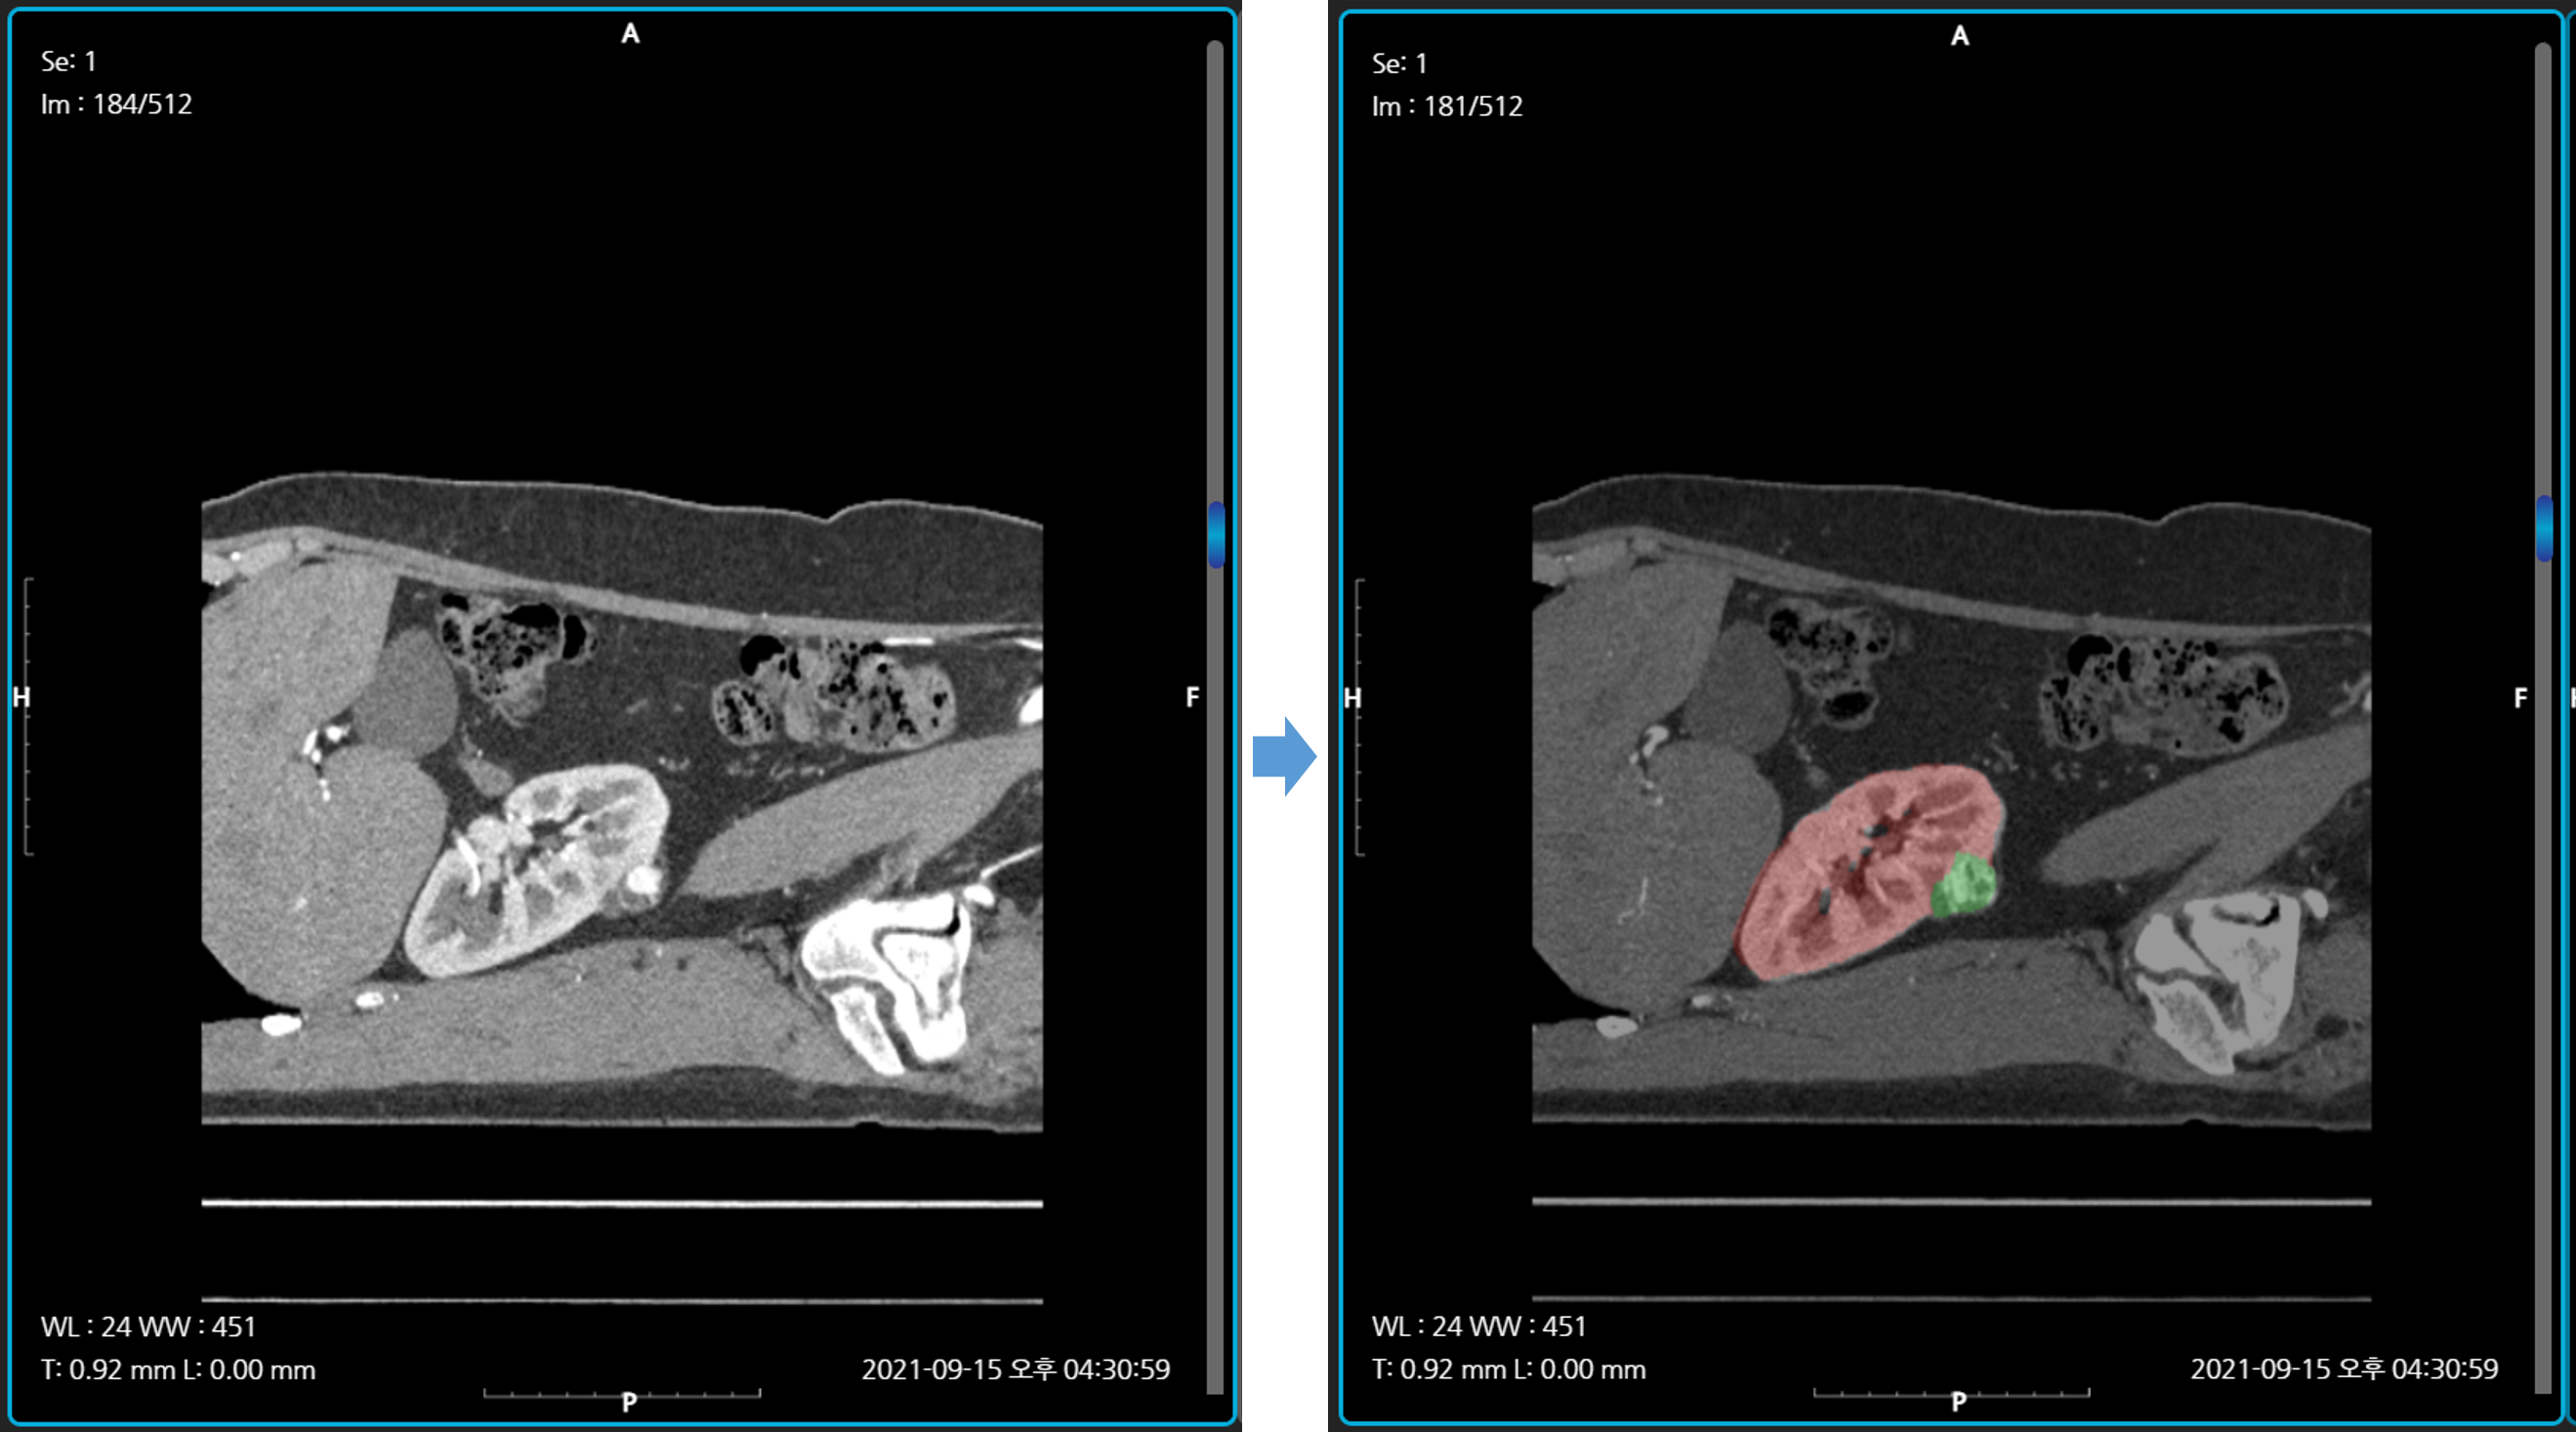 A
Se: 1
Im : 184/512
H
F
WL : 24 WW : 451
T: 0.92 mm L: 0.00 mm
2021-09-15 오후 04:30:59
P
A
Se: 1
Im : 181/512
H
F
WL : 24 WW : 451
T: 0.92 mm L: 0.00 mm
2021-09-15 오후 04:30:59
P